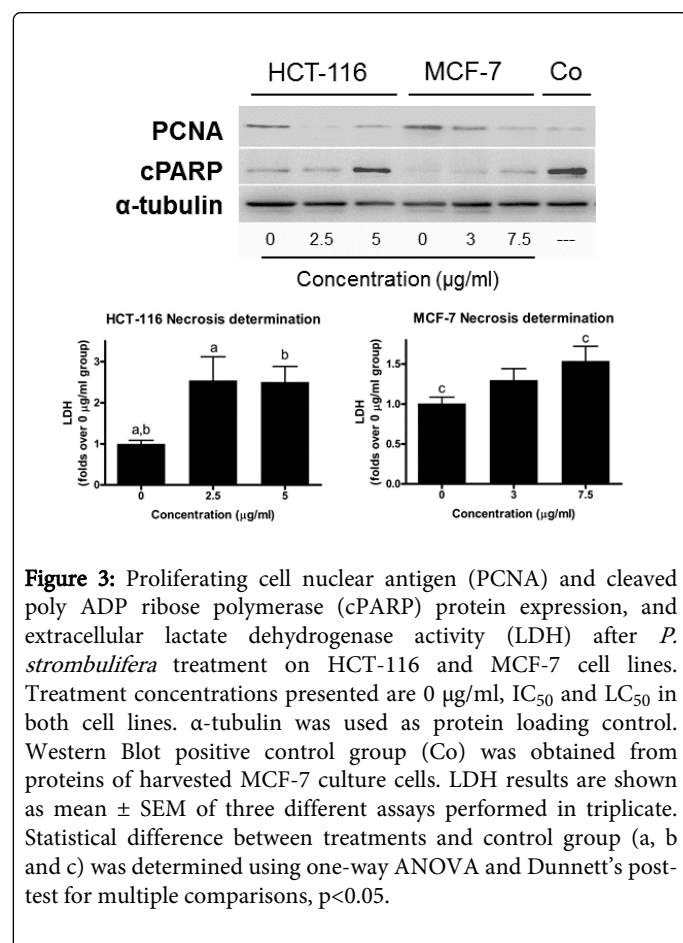 HCT-116 MCF-7 Co
PCNA
cPARP
α-tubulin
0 2.5 5 0 3 7.5 ---
Concentration (µg/ml)
HCT-116 Necrosis determination
LDH
(folds over 0 µg/ml group)
3
2
1
0
a,b
a
b
0 2.5 5
Concentration (µg/ml)
MCF-7 Necrosis determination
LDH
(folds over 0 µg/ml group)
1.5
1.0
0.5
0.0
c
c
0 3 7.5
Concentration (µg/ml)
Figure 3: Proliferating cell nuclear antigen (PCNA) and cleaved
poly ADP ribose polymerase (cPARP) protein expression, and
extracellular lactate dehydrogenase activity (LDH) after P.
strombulifera treatment on HCT-116 and MCF-7 cell lines.
Treatment concentrations presented are 0 µg/ml, IC50 and LC50 in
both cell lines. α-tubulin was used as protein loading control.
Western Blot positive control group (Co) was obtained from
proteins of harvested MCF-7 culture cells. LDH results are shown
as mean ± SEM of three different assays performed in triplicate.
Statistical difference between treatments and control group (a, b
and c) was determined using one-way ANOVA and Dunnett’s post-
test for multiple comparisons, p<0.05.